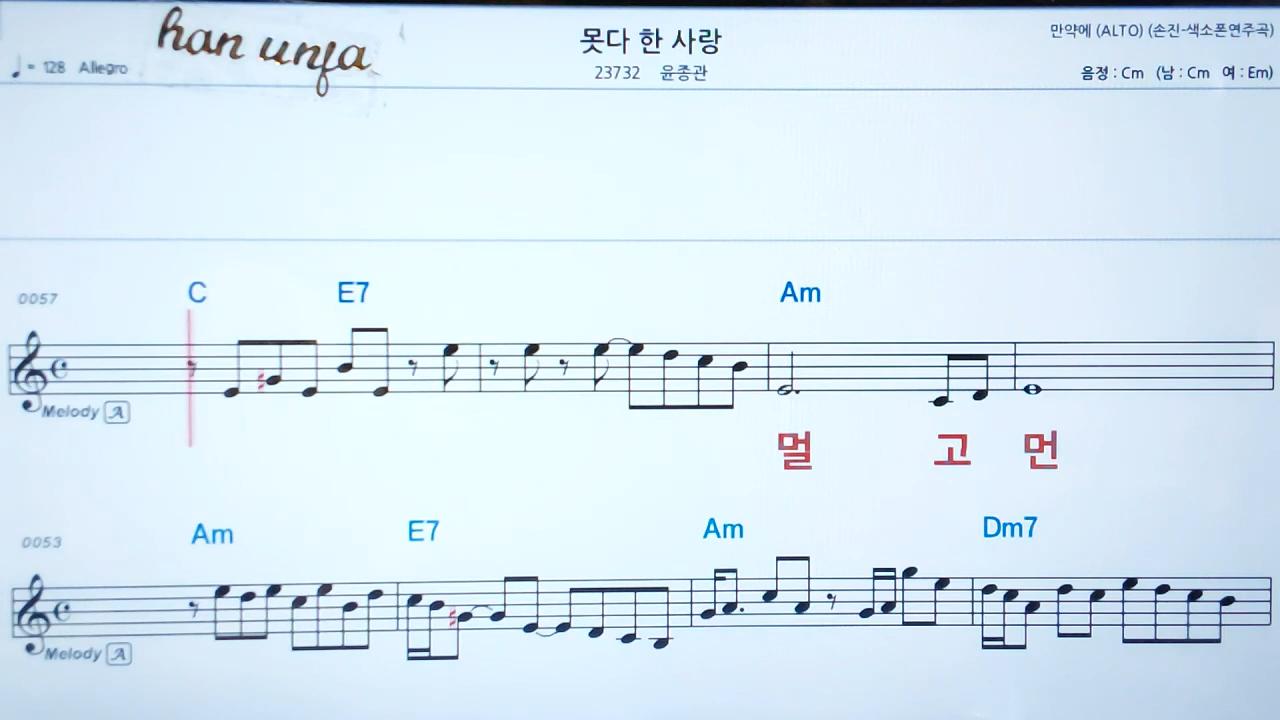 han unfa
못다 한 사랑
만약에 (ALTO) (손진-색소폰연주곡)
♩ = 128 Allegro
23732 윤종관
음정 : Cm (남 : Cm 여 : Em)
0057
C E7 Am
Melody A
멀 고 먼
0053
Am E7 Am Dm7
Melody A